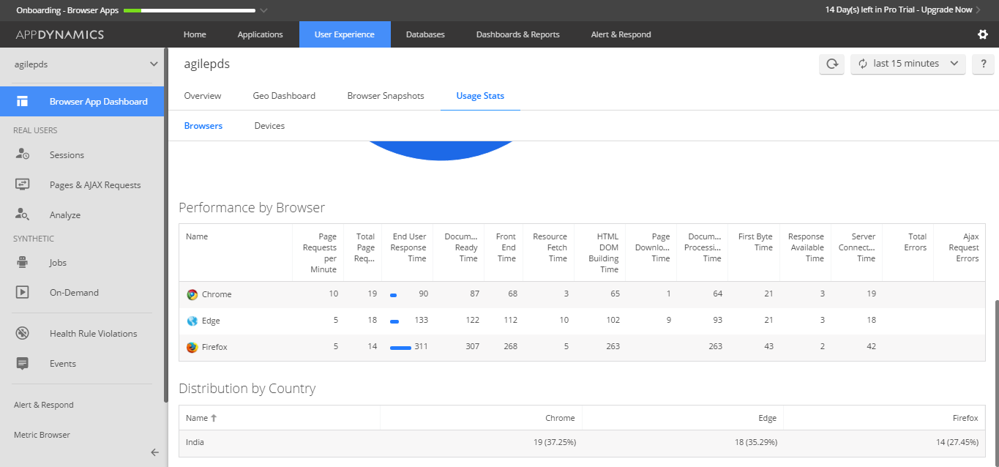 Onboarding - Browser Apps
14 Day(s) left in Pro Trial - Upgrade Now
APPDYNAMICS
Home Applications User Experience Databases Dashboards & Reports Alert & Respond
agilepds
Browser App Dashboard
REAL USERS
Sessions
Pages & AJAX Requests
Analyze
SYNTHETIC
Jobs
On-Demand
Health Rule Violations
Events
Alert & Respond
Metric Browser
agilepds
last 15 minutes
?
Overview Geo Dashboard Browser Snapshots Usage Stats
Browsers Devices
Performance by Browser
Name Page Total End User Docum... Front Resource HTML Page Docum... First Byte Response Server Total Ajax
Requests Page Response Ready End Fetch DOM Downlo... Processi... Time Available Connect... Errors Request
per Req... Time Time Time Time Building Time Time Time Time Errors
Minute Time
Chrome 10 19 90 87 68 3 65 1 64 21 3 19
Edge 5 18 133 122 112 10 102 9 93 21 3 18
Firefox 5 14 311 307 268 5 263 263 43 2 42
Distribution by Country
Name Chrome Edge Firefox
India 19 (37.25%) 18 (35.29%) 14 (27.45%)